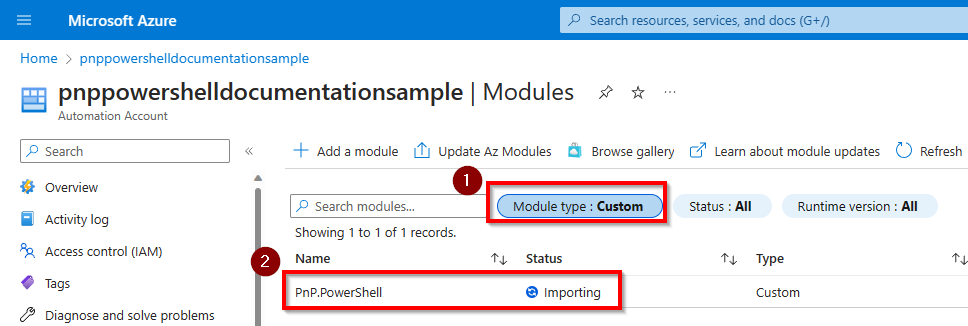 Microsoft Azure
Search resources, services, and docs (G+/)
Home > pnppowershelldocumentationsample >
pnppowershelldocumentationsample | Modules
Automation Account
Search
Add a module Update Az Modules Browse gallery Learn about module updates Refresh
Overview
Activity log
Access control (IAM)
Tags
Diagnose and solve problems
1
Search modules... Module type : Custom Status : All Runtime version : All
Showing 1 to 1 of 1 records.
2
Name Status Type
PnP.PowerShell Importing Custom